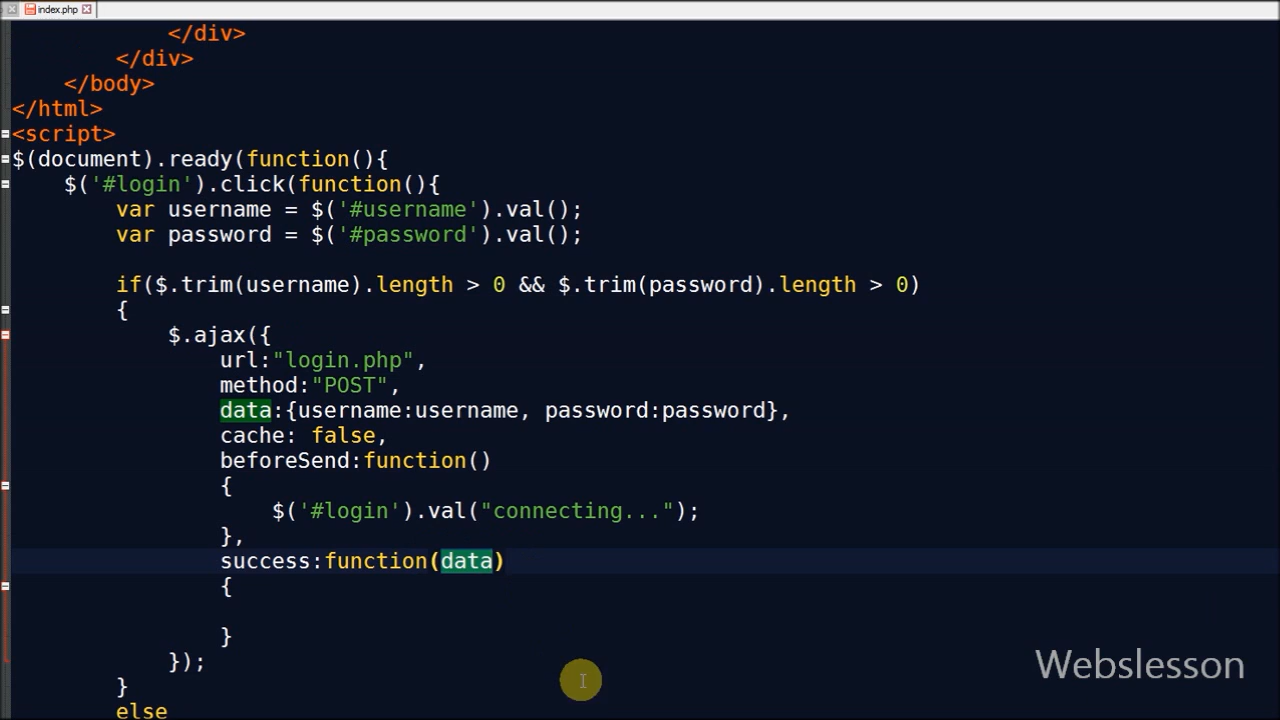 index.php
</div>
</div>
</body>
</html>
<script>
$(document).ready(function(){
$('#login').click(function(){
var username = $('#username').val();
var password = $('#password').val();
if($.trim(username).length > 0 && $.trim(password).length > 0)
{
$.ajax({
url:"login.php",
method:"POST",
data:{username:username, password:password},
cache: false,
beforeSend:function()
{
$('#login').val("connecting...");
},
success:function(data)
{
}
});
}
else
Webslesson